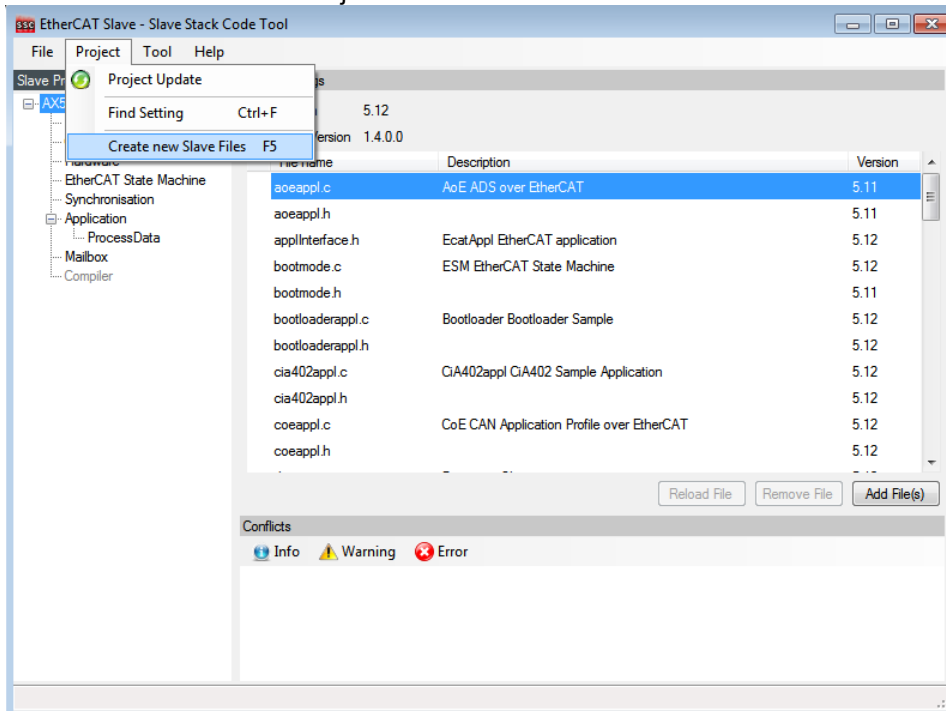 j
EtherCAT Slave - Slave Stack Code Tool
File Project Tool Help
Slave Pr
Project Update
Find Setting Ctrl+F
Create new Slave Files F5
gs
5.12
Version 1.4.0.0
AX5
Hardware
EtherCAT State Machine
Synchronisation
Application
ProcessData
Mailbox
Compiler
File name Description Version
aoeappl.c AoE ADS over EtherCAT 5.11
aoeappl.h 5.11
applInterface.h EcatAppl EtherCAT application 5.12
bootmode.c ESM EtherCAT State Machine 5.12
bootmode.h 5.11
bootloaderappl.c Bootloader Bootloader Sample 5.12
bootloaderappl.h 5.12
cia402appl.c CiA402appl CiA402 Sample Application 5.12
cia402appl.h 5.12
coeappl.c CoE CAN Application Profile over EtherCAT 5.12
coeappl.h 5.12
Reload File Remove File Add File(s)
Conflicts
Info Warning Error